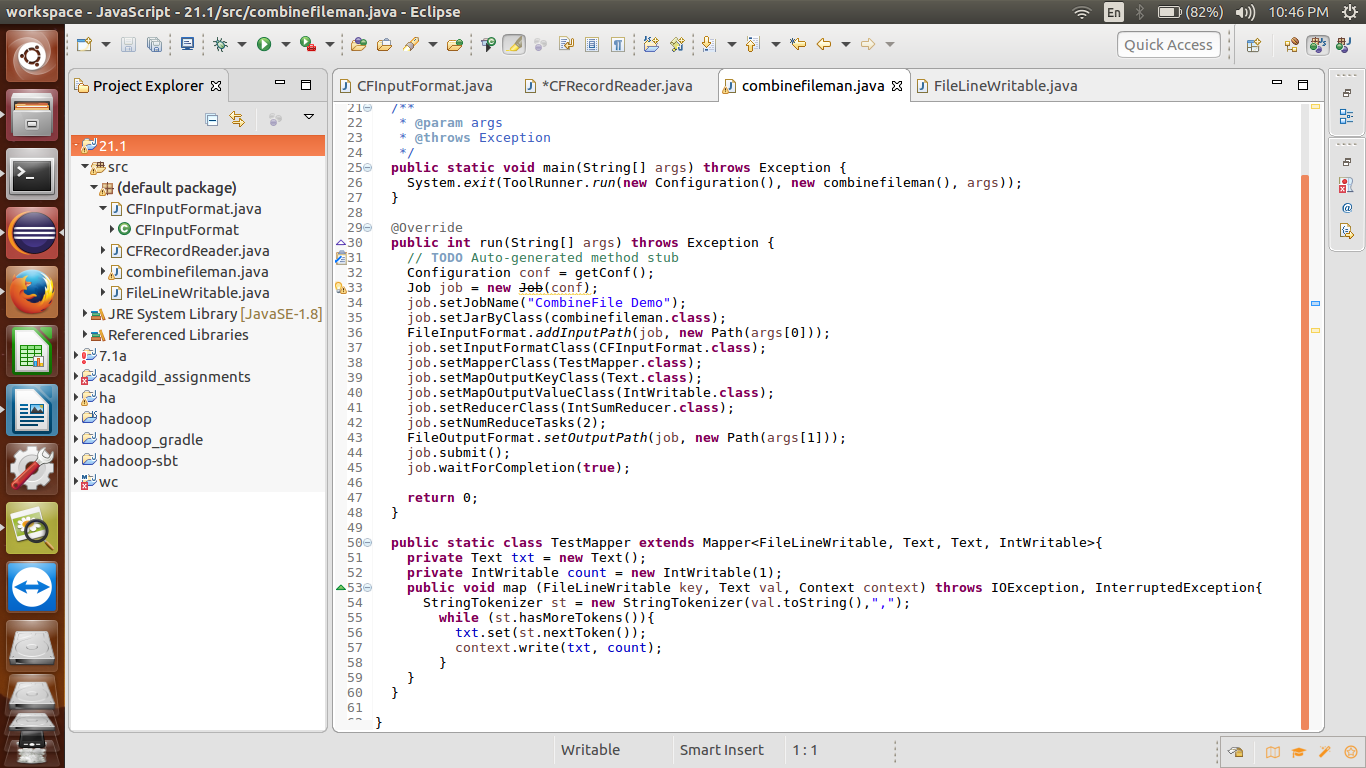 workspace - JavaScript - 21.1/src/combinefileman.java - Eclipse
En (82%) 10:46 PM
Quick Access
Project Explorer
CFInputFormat.java *CFRecordReader.java combinefileman.java FileLineWritable.java
21.1
src
(default package)
CFInputFormat.java
CFInputFormat
CFRecordReader.java
combinefileman.java
FileLineWritable.java
JRE System Library [JavaSE-1.8]
Referenced Libraries
7.1a
acadgild_assignments
ha
hadoop
hadoop_gradle
hadoop-sbt
wc
21 /**
22 * @param args
23 * @throws Exception
24 */
25 public static void main(String[] args) throws Exception {
26 System.exit(ToolRunner.run(new Configuration(), new combinefileman(), args));
27 }
28
29 @Override
30 public int run(String[] args) throws Exception {
31 // TODO Auto-generated method stub
32 Configuration conf = getConf();
33 Job job = new Job(conf);
34 job.setJobName("CombineFile Demo");
35 job.setJarByClass(combinefileman.class);
36 FileInputFormat.addInputPath(job, new Path(args[0]));
37 job.setInputFormatClass(CFInputFormat.class);
38 job.setMapperClass(TestMapper.class);
39 job.setMapOutputKeyClass(Text.class);
40 job.setMapOutputValueClass(IntWritable.class);
41 job.setReducerClass(IntSumReducer.class);
42 job.setNumReduceTasks(2);
43 FileOutputFormat.setOutputPath(job, new Path(args[1]));
44 job.submit();
45 job.waitForCompletion(true);
46
47 return 0;
48 }
49
50 public static class TestMapper extends Mapper<FileLineWritable, Text, Text, IntWritable>{
51 private Text txt = new Text();
52 private IntWritable count = new IntWritable(1);
53 public void map (FileLineWritable key, Text val, Context context) throws IOException, InterruptedException{
54 StringTokenizer st = new StringTokenizer(val.toString(),",");
55 while (st.hasMoreTokens()){
56 txt.set(st.nextToken());
57 context.write(txt, count);
58 }
59 }
60 }
61
62 }
Writable Smart Insert 1 : 1